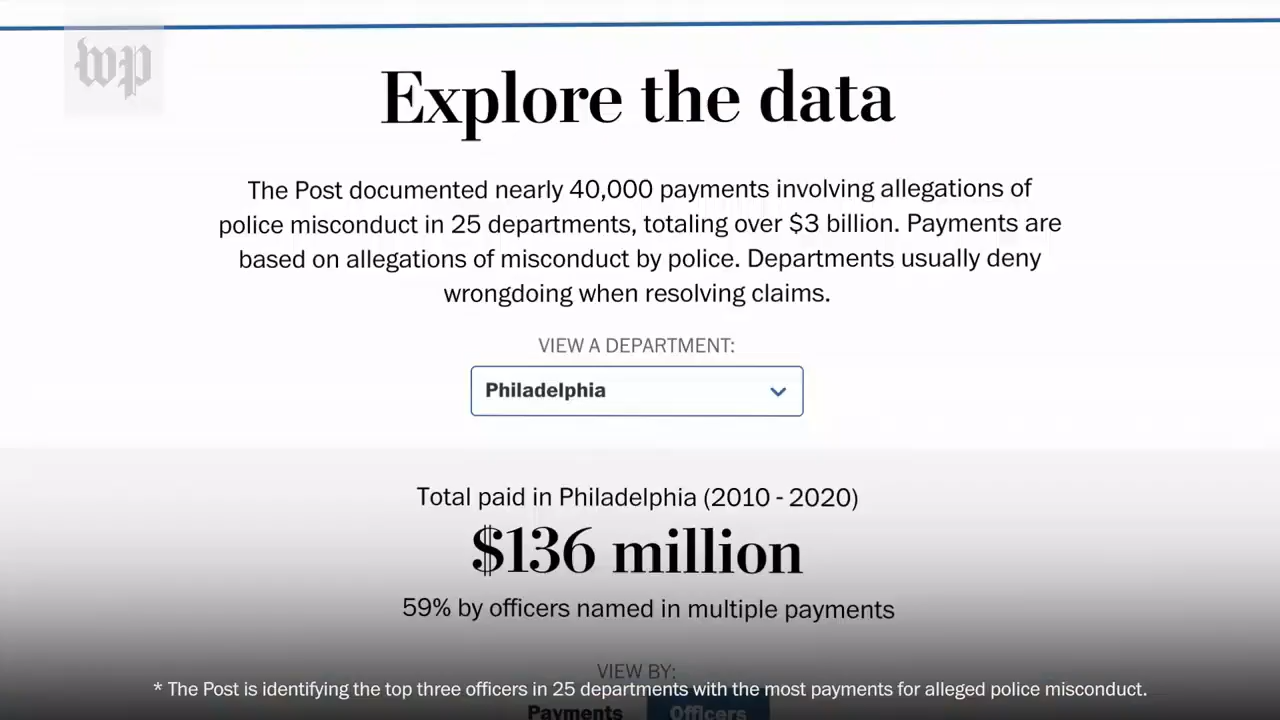 wp
Explore the data
The Post documented nearly 40,000 payments involving allegations of
police misconduct in 25 departments, totaling over $3 billion. Payments are
based on allegations of misconduct by police. Departments usually deny
wrongdoing when resolving claims.
VIEW A DEPARTMENT:
Philadelphia
Total paid in Philadelphia (2010 - 2020)
$136 million
59% by officers named in multiple payments
VIEW BY:
* The Post is identifying the top three officers in 25 departments with the most payments for alleged police misconduct.
Payments Officers